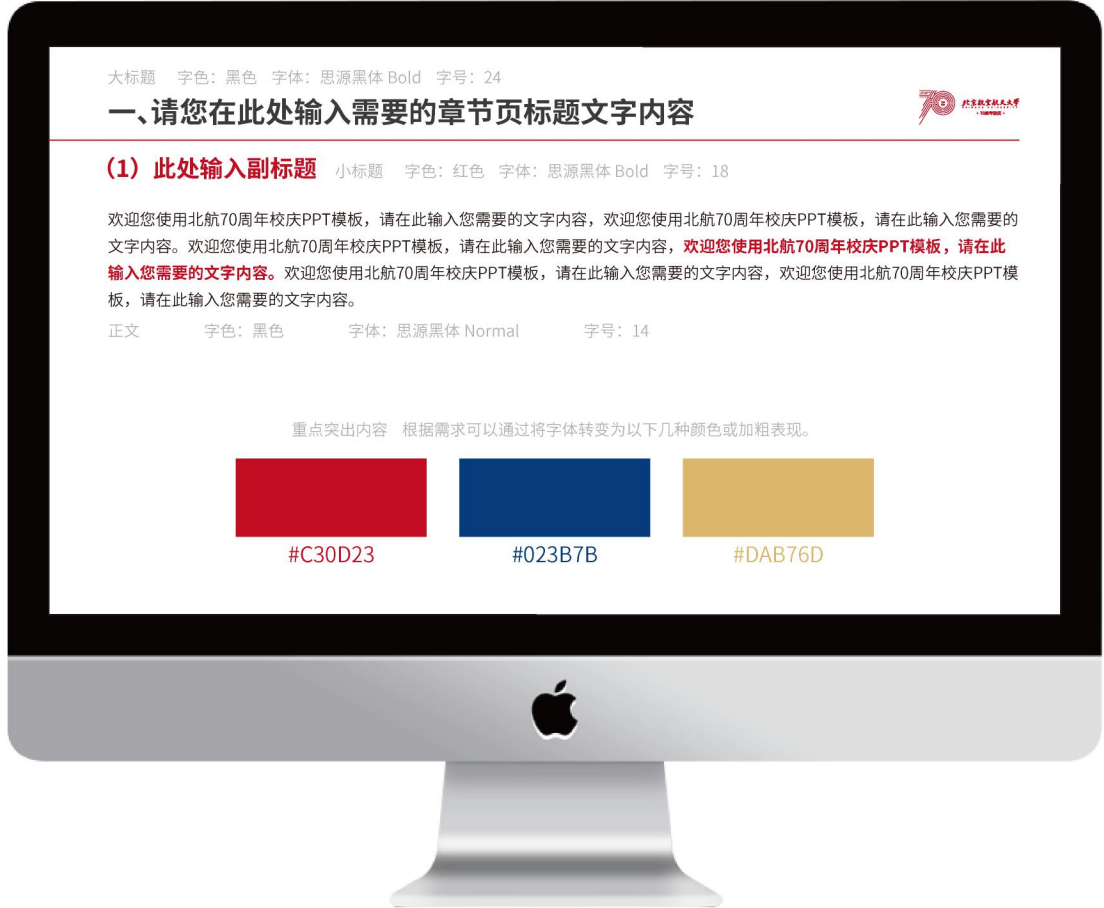 大标题 字色：黑色 字体：思源黑体 Bold 字号：24
一、请您在此处输入需要的章节页标题文字内容
70 北京航空航天大学
（1）此处输入副标题 小标题 字色：红色 字体：思源黑体 Bold 字号：18
欢迎您使用北航70周年校庆PPT模板，请在此输入您需要的文字内容，欢迎您使用北航70周年校庆PPT模板，请在此输入您需要的
文字内容。欢迎您使用北航70周年校庆PPT模板，请在此输入您需要的文字内容，欢迎您使用北航70周年校庆PPT模板，请在此
输入您需要的文字内容。欢迎您使用北航70周年校庆PPT模板，请在此输入您需要的文字内容，欢迎您使用北航70周年校庆PPT模
板，请在此输入您需要的文字内容。
正文 字色：黑色 字体：思源黑体 Normal 字号：14
重点突出内容 根据需求可以通过将字体转变为以下几种颜色或加粗表现。
#C30D23 #023B7B #DAB76D